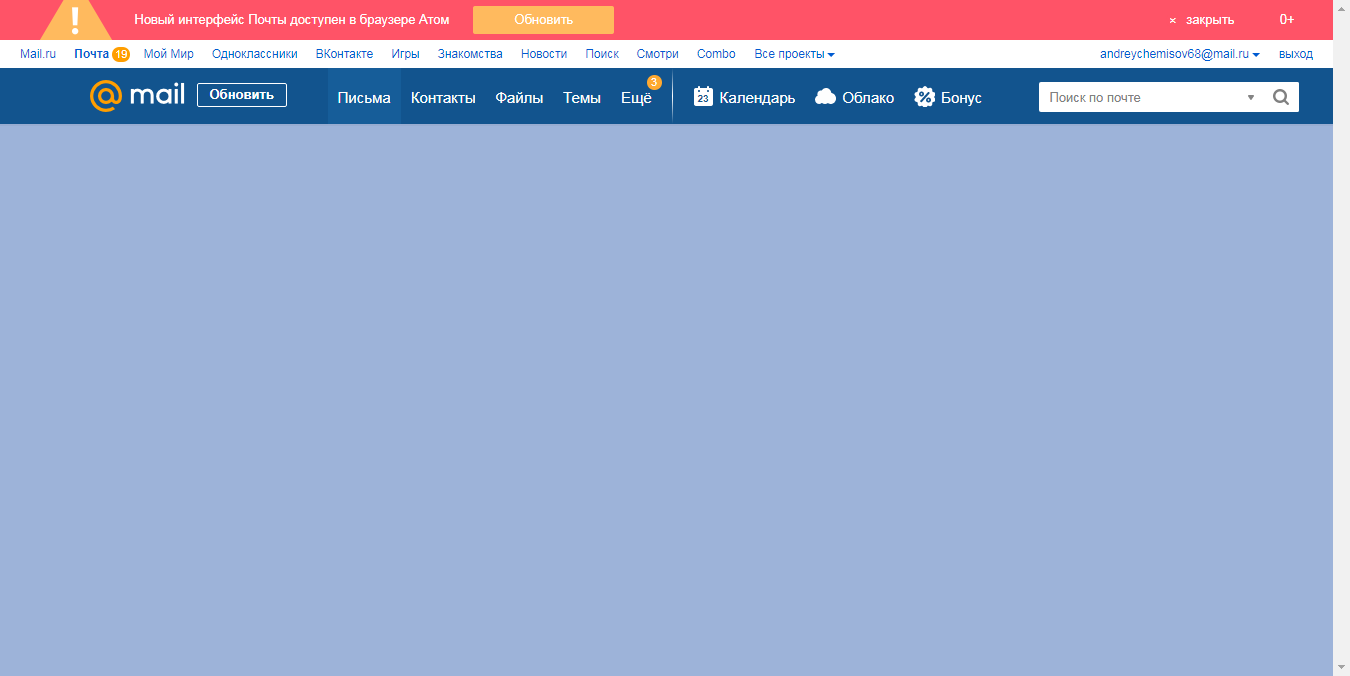 ! Новый интерфейс Почты доступен в браузере Атом Обновить × закрыть 0+
Mail.ru Почта 19 Мой Мир Одноклассники ВКонтакте Игры Знакомства Новости Поиск Смотри Combo Все проекты andreychemisov68@mail.ru выход
@mail Обновить Письма Контакты Файлы Темы Ещё 3 23 Календарь Облако % Бонус Поиск по почте